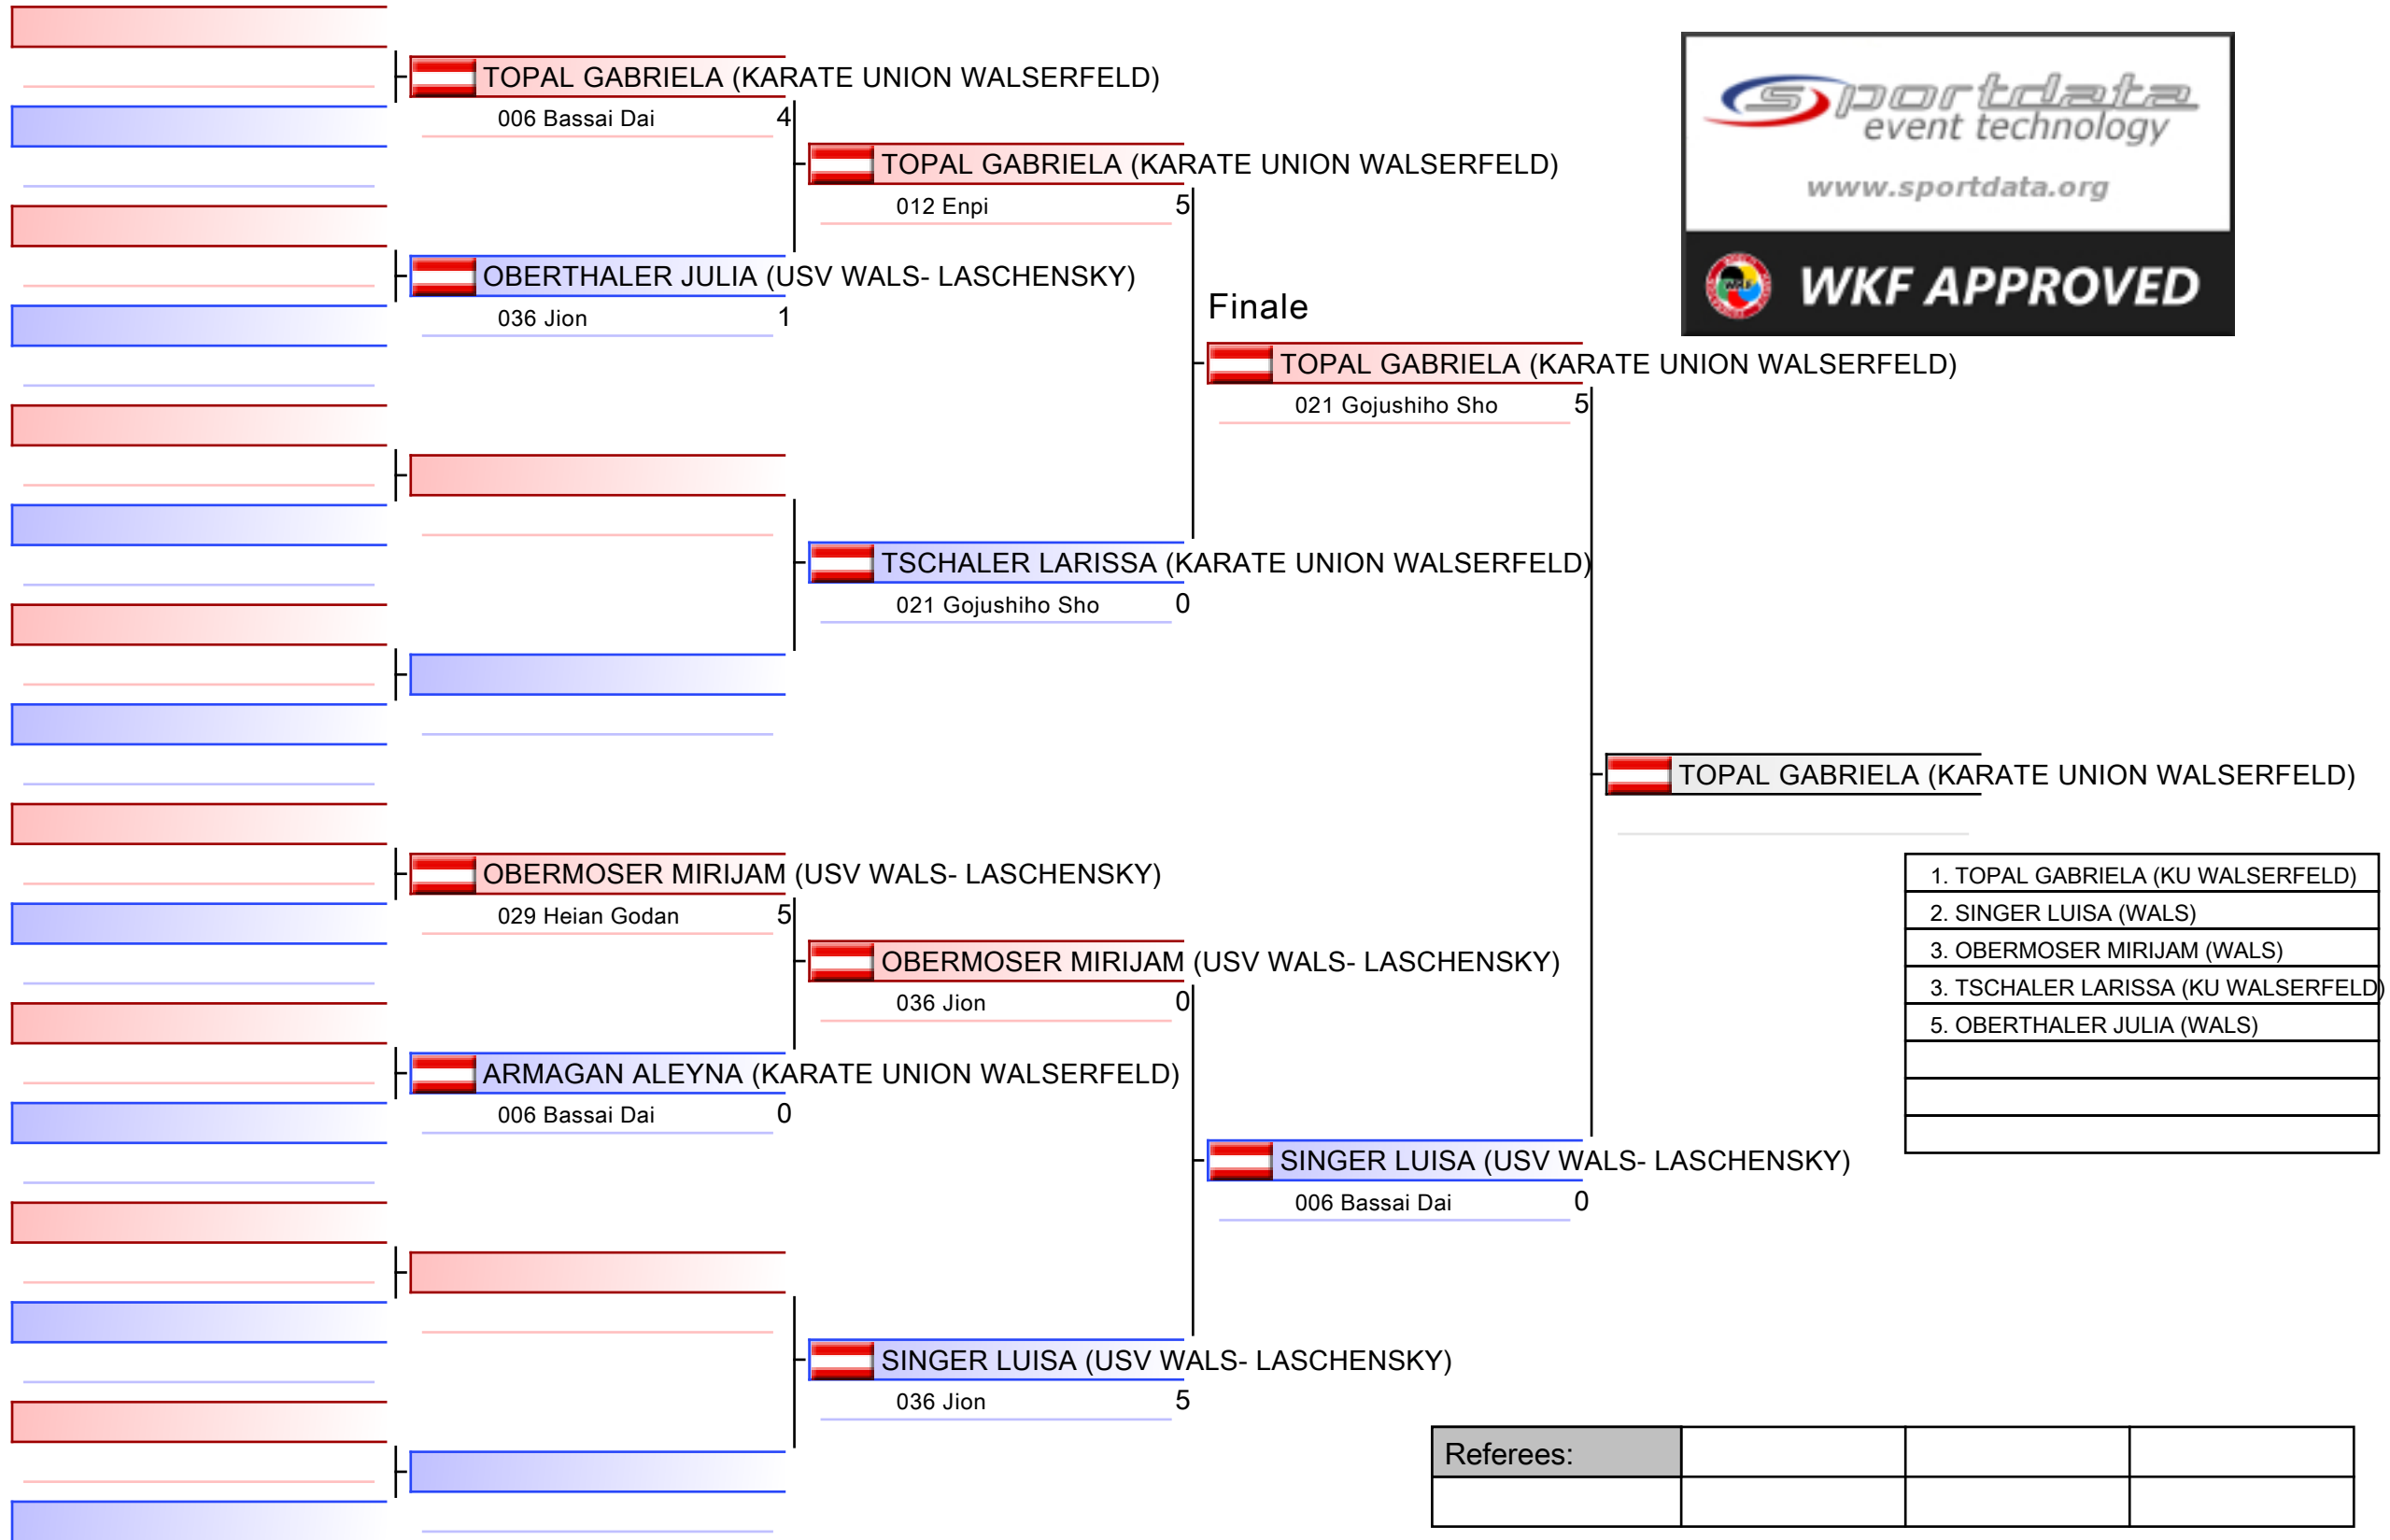 TOPAL GABRIELA (KARATE UNION WALSERFELD)
006 Bassai Dai 4
OBERTHALER JULIA (USV WALS- LASCHENSKY)
036 Jion 1
OBERMOSER MIRIJAM (USV WALS- LASCHENSKY)
029 Heian Godan 5
ARMAGAN ALEYNA (KARATE UNION WALSERFELD)
006 Bassai Dai 0
TOPAL GABRIELA (KARATE UNION WALSERFELD)
012 Enpi 5
TSCHALER LARISSA (KARATE UNION WALSERFELD)
021 Gojushiho Sho 0
OBERMOSER MIRIJAM (USV WALS- LASCHENSKY)
036 Jion 0
SINGER LUISA (USV WALS- LASCHENSKY)
036 Jion 5
Finale
TOPAL GABRIELA (KARATE UNION WALSERFELD)
021 Gojushiho Sho 5
SINGER LUISA (USV WALS- LASCHENSKY)
006 Bassai Dai 0
TOPAL GABRIELA (KARATE UNION WALSERFELD)
sportdata
event technology
www.sportdata.org
WKF
WKF APPROVED
1. TOPAL GABRIELA (KU WALSERFELD)
2. SINGER LUISA (WALS)
3. OBERMOSER MIRIJAM (WALS)
3. TSCHALER LARISSA (KU WALSERFELD)
5. OBERTHALER JULIA (WALS)
Referees: